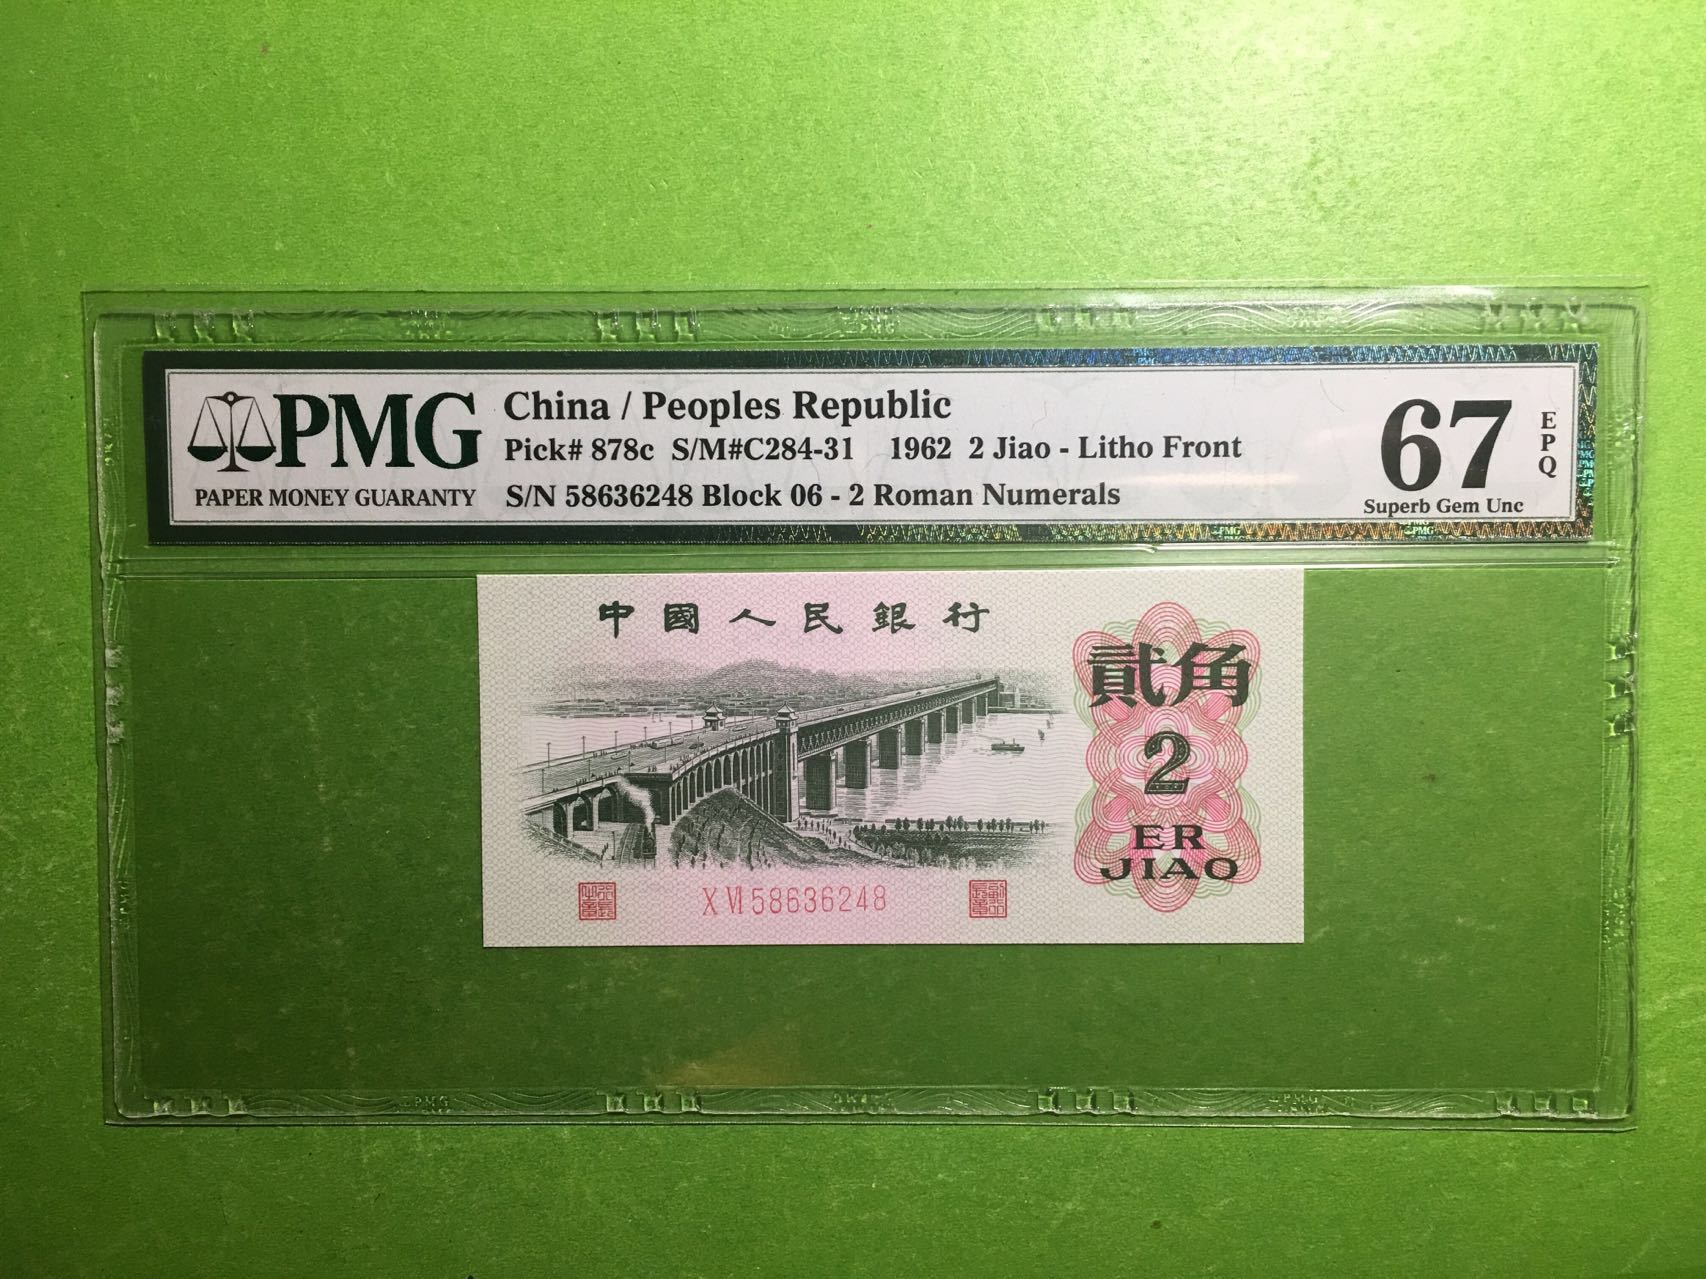 PMG
PAPER MONEY GUARANTY
China / Peoples Republic
Pick# 878c S/M#C284-31 1962 2 Jiao - Litho Front
S/N 58636248 Block 06 - 2 Roman Numerals
67
EPQ
Superb Gem Unc
中國人民銀行
貳角
2
ER
JIAO
X VI 58636248